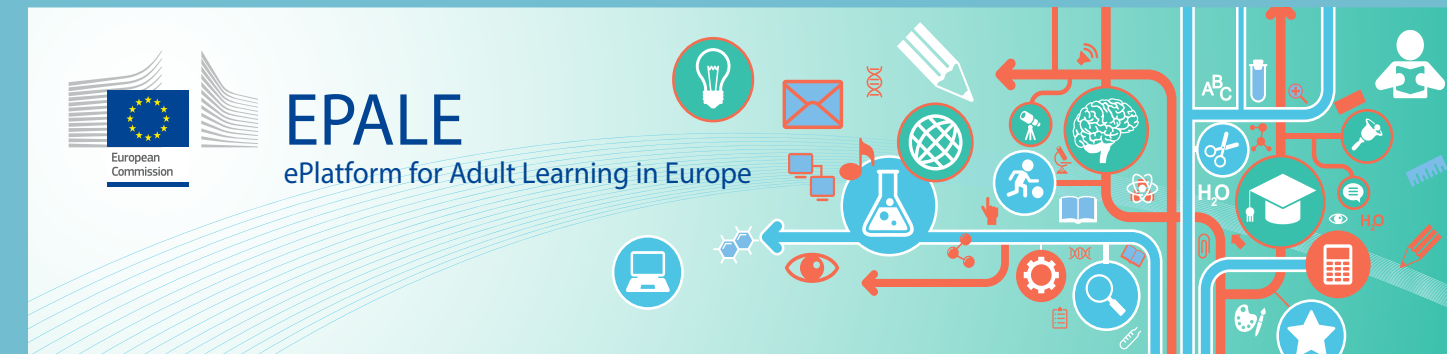 European
Commission
EPALE
ePlatform for Adult Learning in Europe
ABC
H2O
H2O